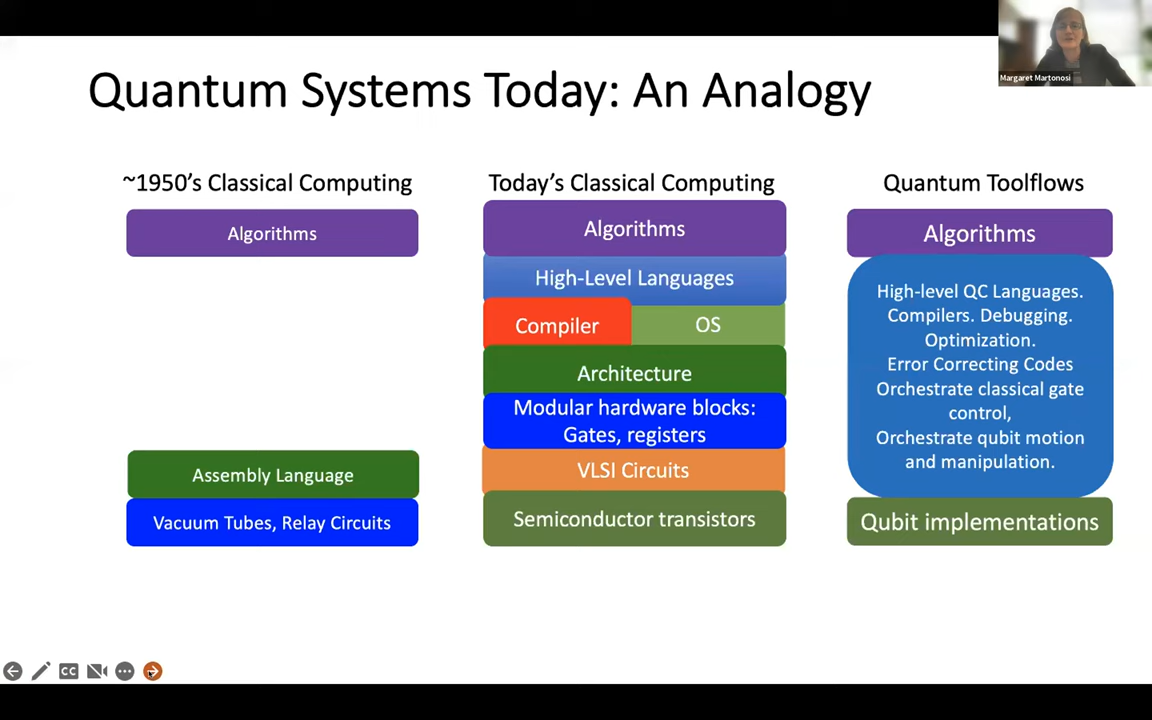 Margaret Martonosi
Quantum Systems Today: An Analogy
~1950's Classical Computing
Algorithms
Assembly Language
Vacuum Tubes, Relay Circuits
Today's Classical Computing
Algorithms
High-Level Languages
Compiler
OS
Architecture
Modular hardware blocks:
Gates, registers
VLSI Circuits
Semiconductor transistors
Quantum Toolflows
Algorithms
High-level QC Languages.
Compilers. Debugging.
Optimization.
Error Correcting Codes
Orchestrate classical gate
control,
Orchestrate qubit motion
and manipulation.
Qubit implementations
CC